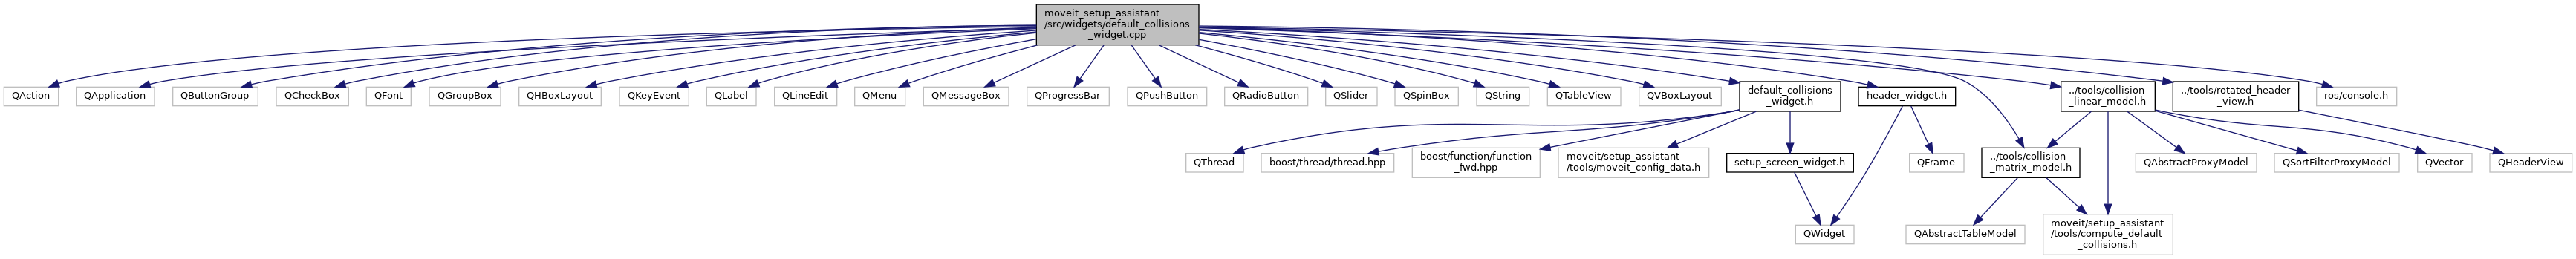 moveit_setup_assistant
/src/widgets/default_collisions
_widget.cpp
QAction
QApplication
QButtonGroup
QCheckBox
QFont
QGroupBox
QHBoxLayout
QKeyEvent
QLabel
QLineEdit
QMenu
QMessageBox
QProgressBar
QPushButton
QRadioButton
QSlider
QSpinBox
QString
QTableView
QVBoxLayout
default_collisions
_widget.h
header_widget.h
../tools/collision
_linear_model.h
../tools/rotated_header
_view.h
ros/console.h
QThread
boost/thread/thread.hpp
boost/function/function
_fwd.hpp
moveit/setup_assistant
/tools/moveit_config_data.h
setup_screen_widget.h
QFrame
../tools/collision
_matrix_model.h
QAbstractProxyModel
QSortFilterProxyModel
QVector
QHeaderView
QWidget
QAbstractTableModel
moveit/setup_assistant
/tools/compute_default
_collisions.h